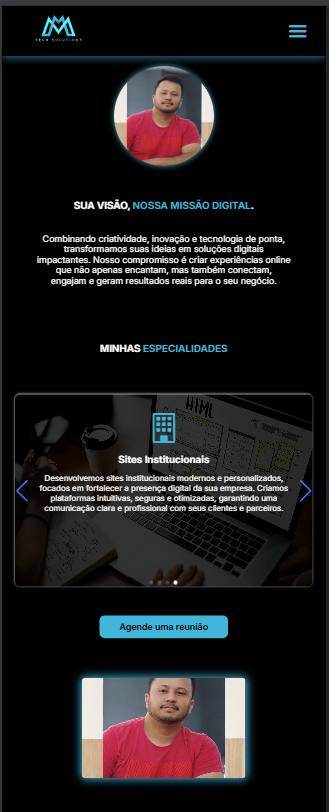 TECH SOLUTIONS
SUA VISÃO, NOSSA MISSÃO DIGITAL.
Combinando criatividade, inovação e tecnologia de ponta,
transformamos suas ideias em soluções digitais
impactantes. Nosso compromisso é criar experiências online
que não apenas encantam, mas também conectam,
engajam e geram resultados reais para o seu negócio.
MINHAS ESPECIALIDADES
HTML
Sites Institucionais
Desenvolvemos sites institucionais modernos e personalizados,
focados em fortalecer a presença digital da sua empresa. Criamos
plataformas intuitivas, seguras e otimizadas, garantindo uma
comunicação clara e profissional com seus clientes e parceiros.
Agende uma reunião